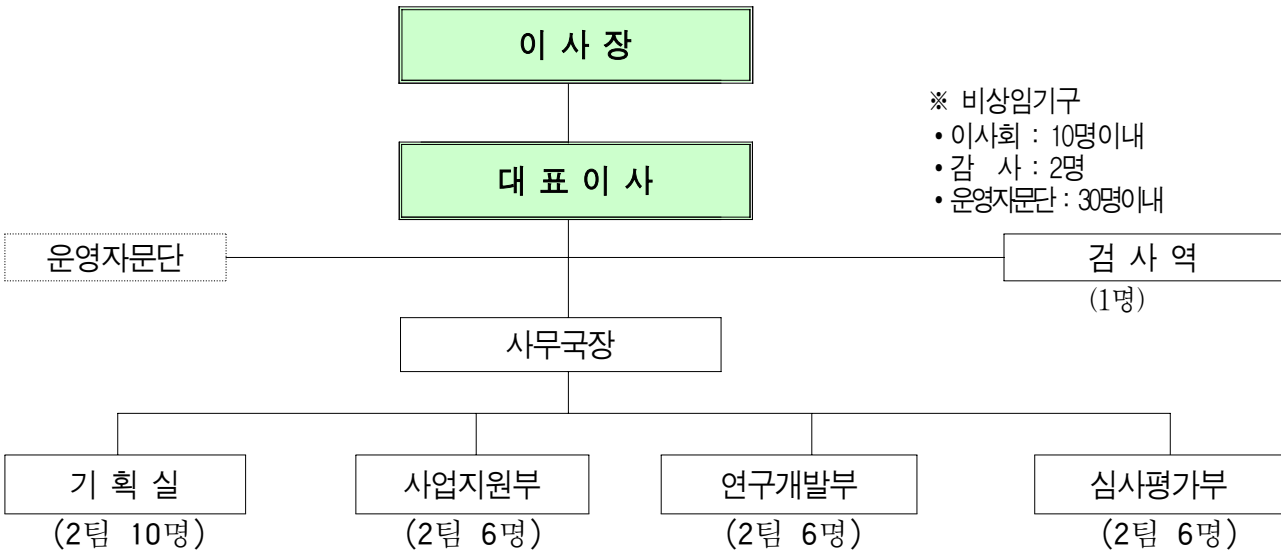 이 사 장
※ 비상임기구
• 이사회 : 10명이내
• 감 사 : 2명
• 운영자문단 : 30명이내
대 표 이 사
운영자문단
검 사 역
(1명)
사무국장
기 획 실
(2팀 10명)
사업지원부
(2팀 6명)
연구개발부
(2팀 6명)
심사평가부
(2팀 6명)